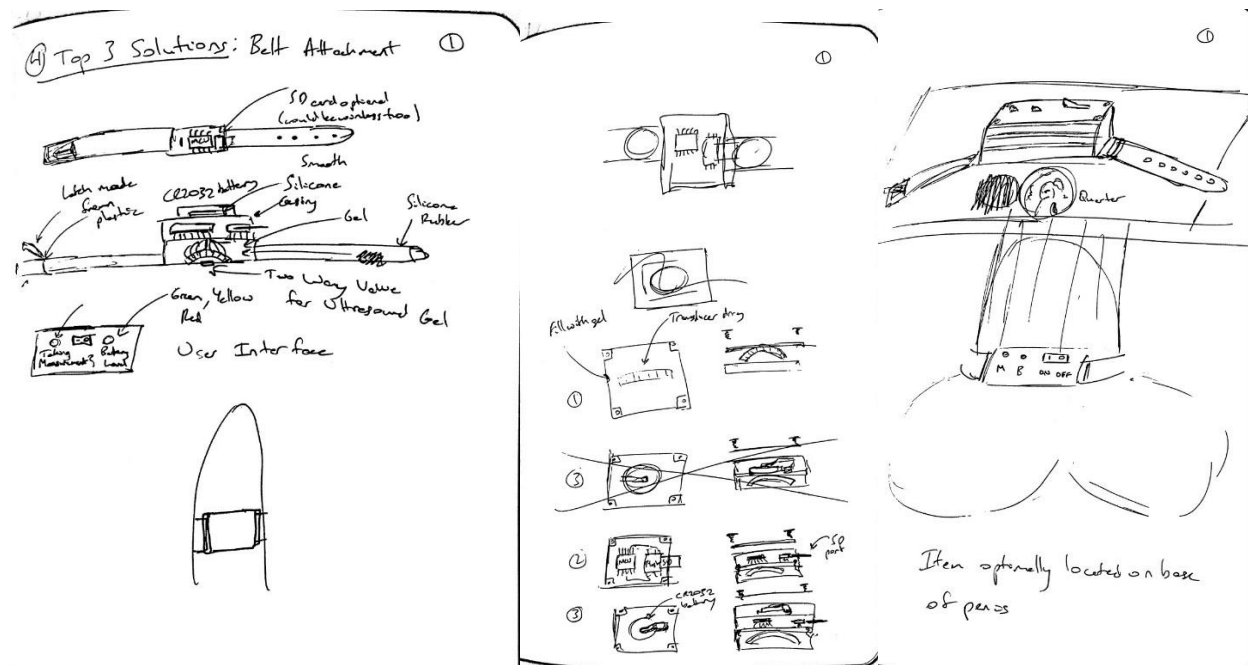 ④ Top 3 Solutions: Belt Attachment
①
SD card optional
(could be wireless too)
MCU
Smooth
Silicone
Casing
CR2032 battery
Latch made
from
plastic
Gel
Silicone
Rubber
Two Way Valve
for Ultrasound Gel
Green, Yellow
Red
Taking
Measurements
Battery
Level
User Interface
①
Fill with gel
Transducer array
①
③
②
MCU
SD
port
③
CR2032
battery
①
Quarter
M B ON OFF
Item optimally located on base
of penis